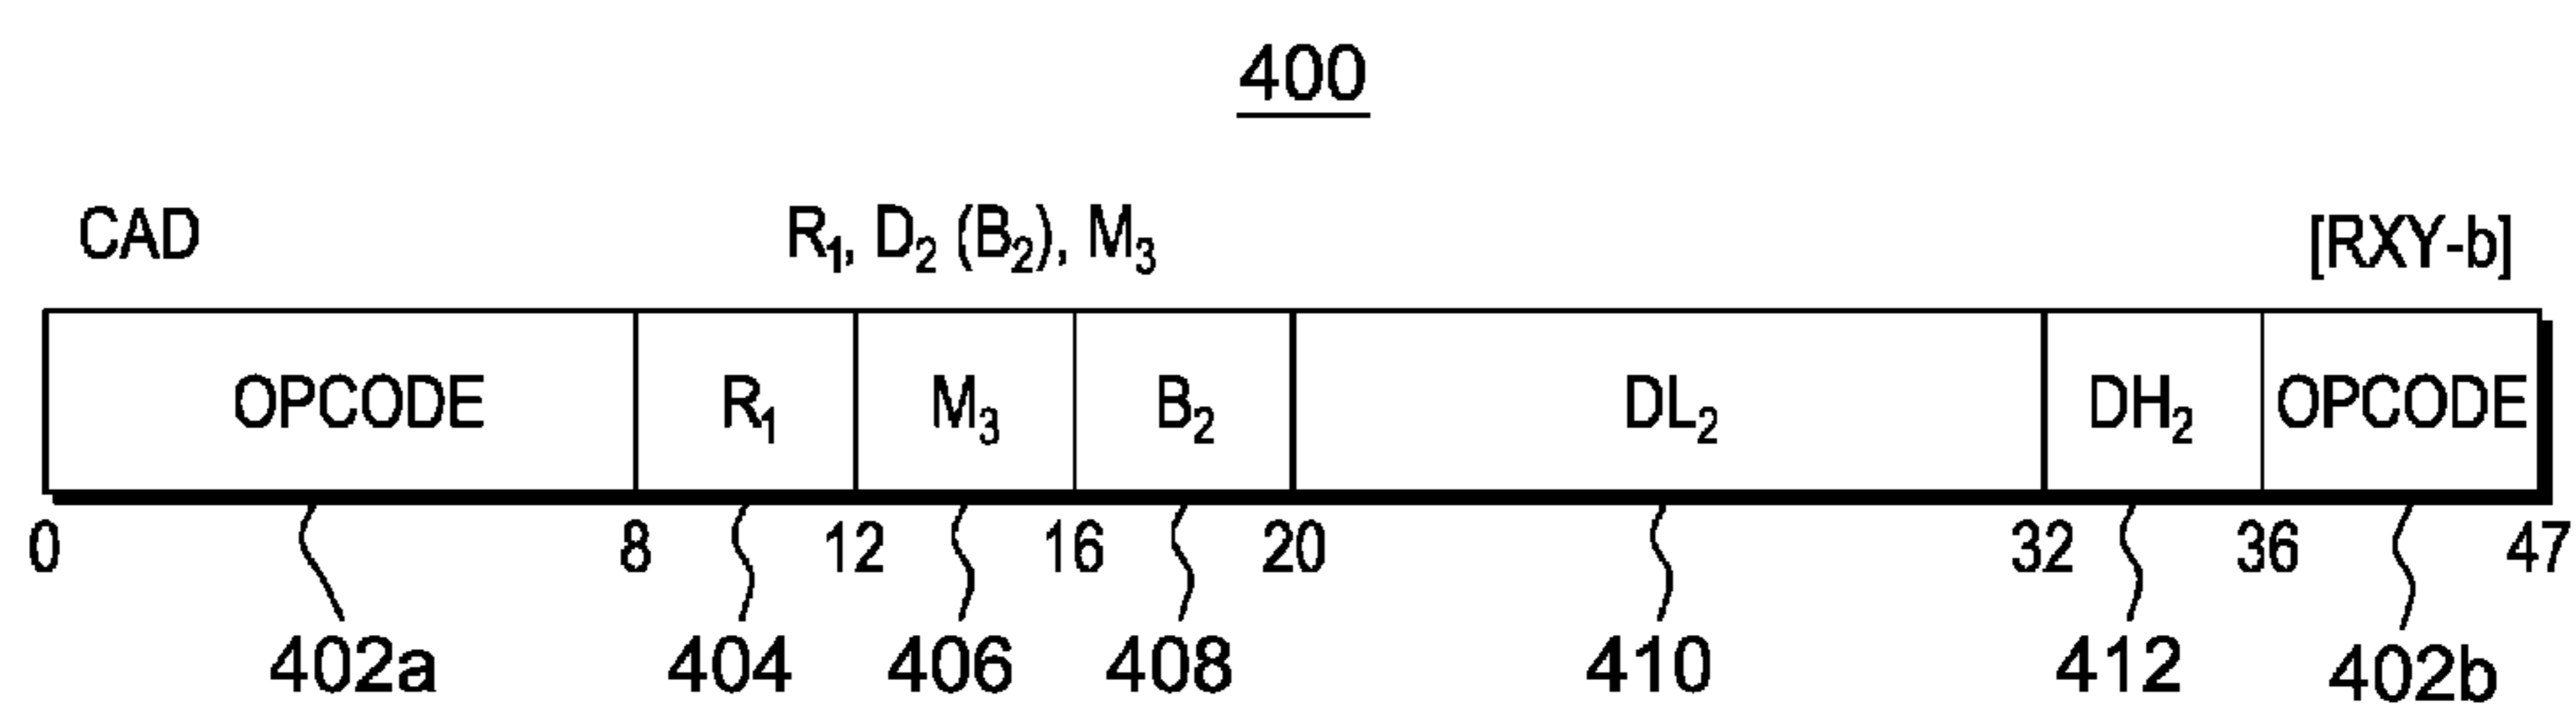 400
CAD R₁, D₂ (B₂), M₃ [RXY-b]
OPCODE R₁ M₃ B₂ DL₂ DH₂ OPCODE
0 8 12 16 20 32 36 47
402a 404 406 408 410 412 402b